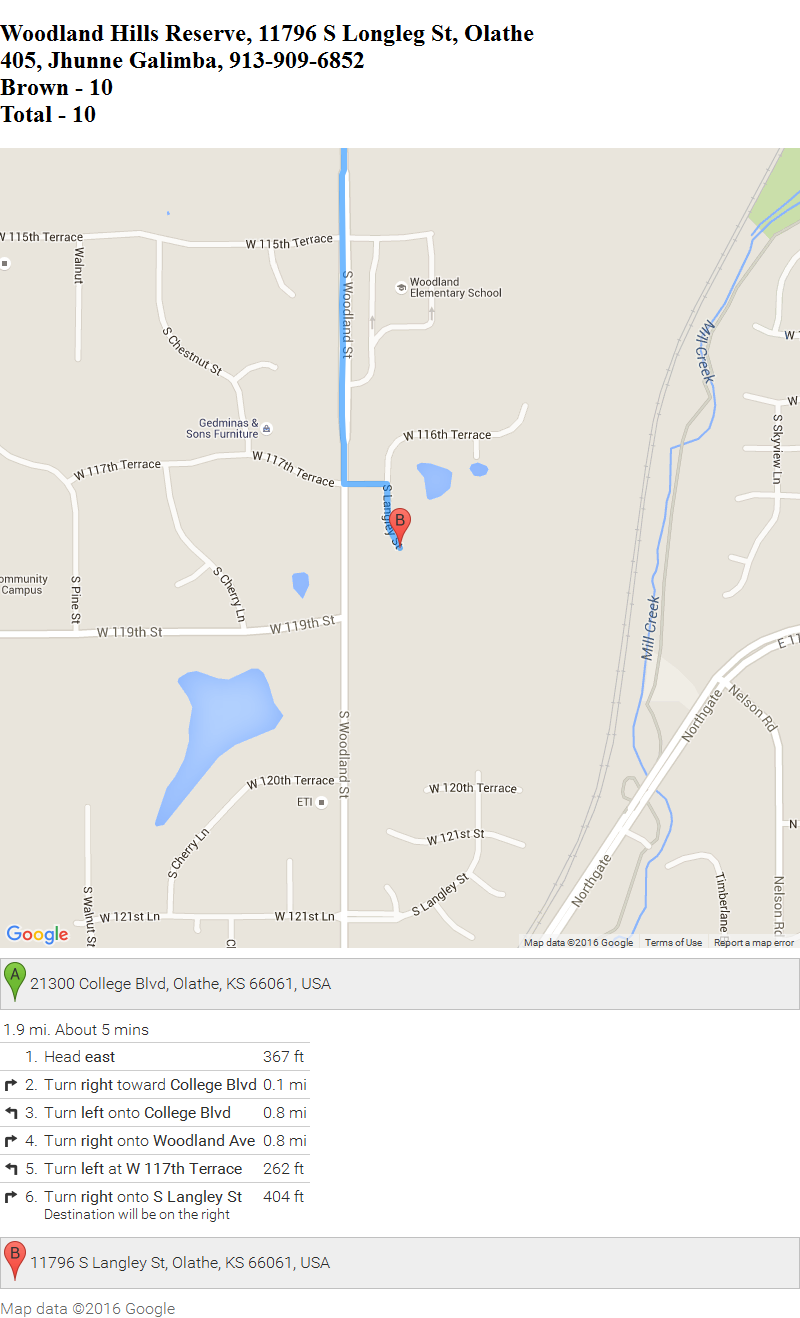 Woodland Hills Reserve, 11796 S Longleg St, Olathe
405, Jhunne Galimba, 913-909-6852
Brown - 10
Total - 10
W 115th Terrace
W 115th Terrace
Walnut
S Woodland St
Woodland
Elementary School
Mill Creek
W
S Chestnut St
W
S Skyview Ln
Gedminas &
Sons Furniture
W 116th Terrace
W 117th Terrace
W 117th Terrace
S Langley St
B
ommunity
Campus
S Pine St
S Cherry Ln
W 119th St
W 119th St
Mill Creek
E 11
Northgate
Nelson Rd
S Woodland St
W 120th Terrace
ETI
W 120th Terrace
N
W 121st St
S Cherry Ln
Northgate
S Langley St
S Walnut St
W 121st Ln
W 121st Ln
Timberlane
Nelson Rd
Cl
Google
Map data ©2016 Google Terms of Use Report a map error
A 21300 College Blvd, Olathe, KS 66061, USA
1.9 mi. About 5 mins
1. Head east 367 ft
2. Turn right toward College Blvd 0.1 mi
3. Turn left onto College Blvd 0.8 mi
4. Turn right onto Woodland Ave 0.8 mi
5. Turn left at W 117th Terrace 262 ft
6. Turn right onto S Langley St 404 ft
Destination will be on the right
B 11796 S Langley St, Olathe, KS 66061, USA
Map data ©2016 Google